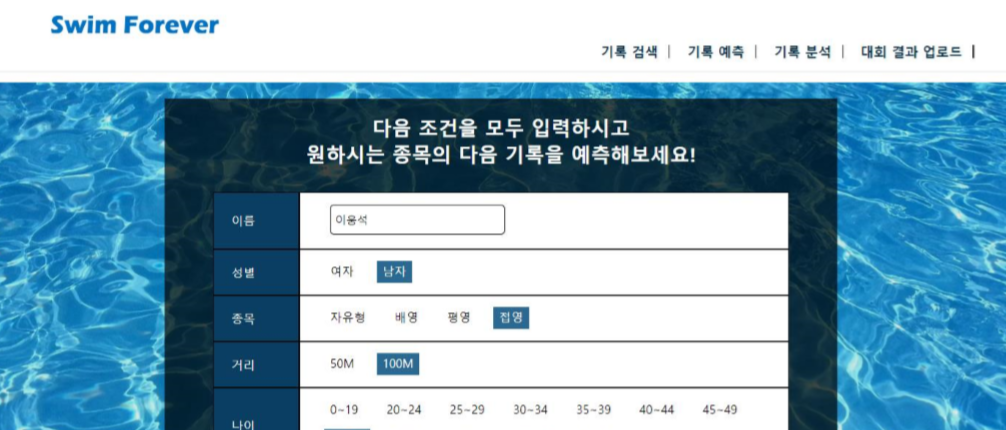 Swim Forever
기록 검색 | 기록 예측 | 기록 분석 | 대회 결과 업로드 |
다음 조건을 모두 입력하시고
원하시는 종목의 다음 기록을 예측해보세요!
이름 이웅석
성별 여자 남자
종목 자유형 배영 평영 접영
거리 50M 100M
나이 0~19 20~24 25~29 30~34 35~39 40~44 45~49